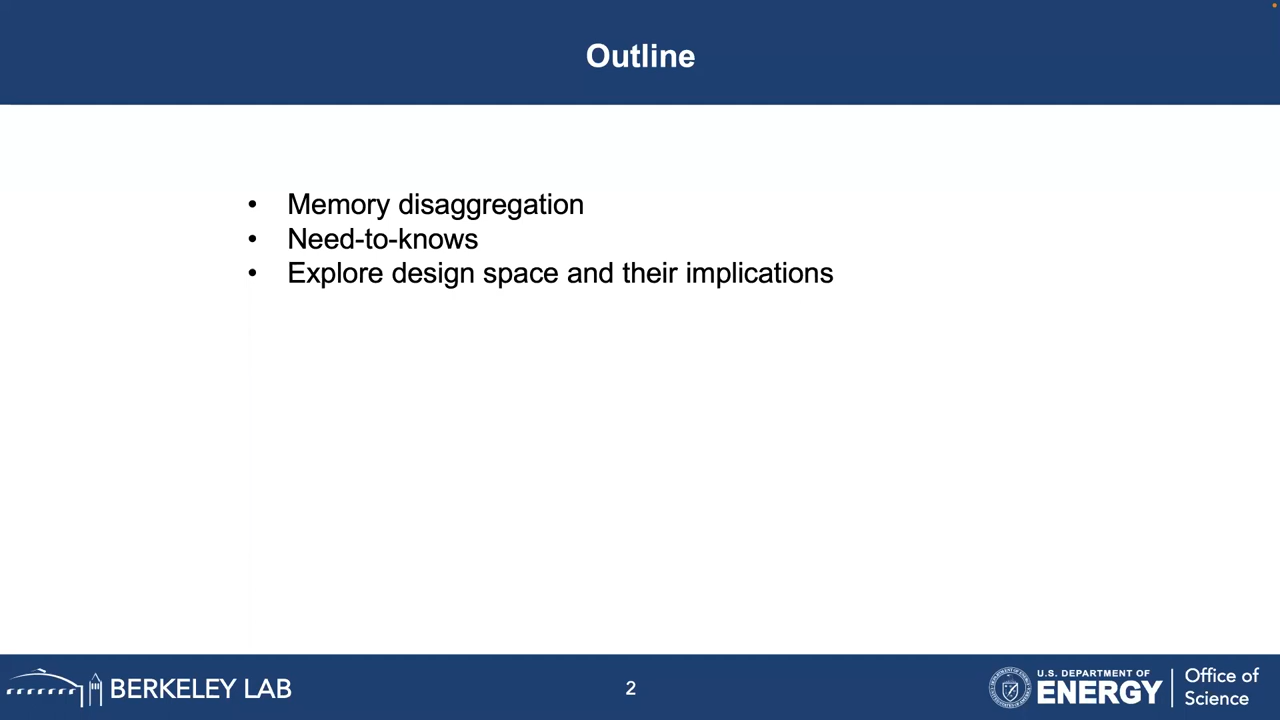 Outline
• Memory disaggregation
• Need-to-knows
• Explore design space and their implications
BERKELEY LAB
2
U.S. DEPARTMENT OF
ENERGY
Office of
Science